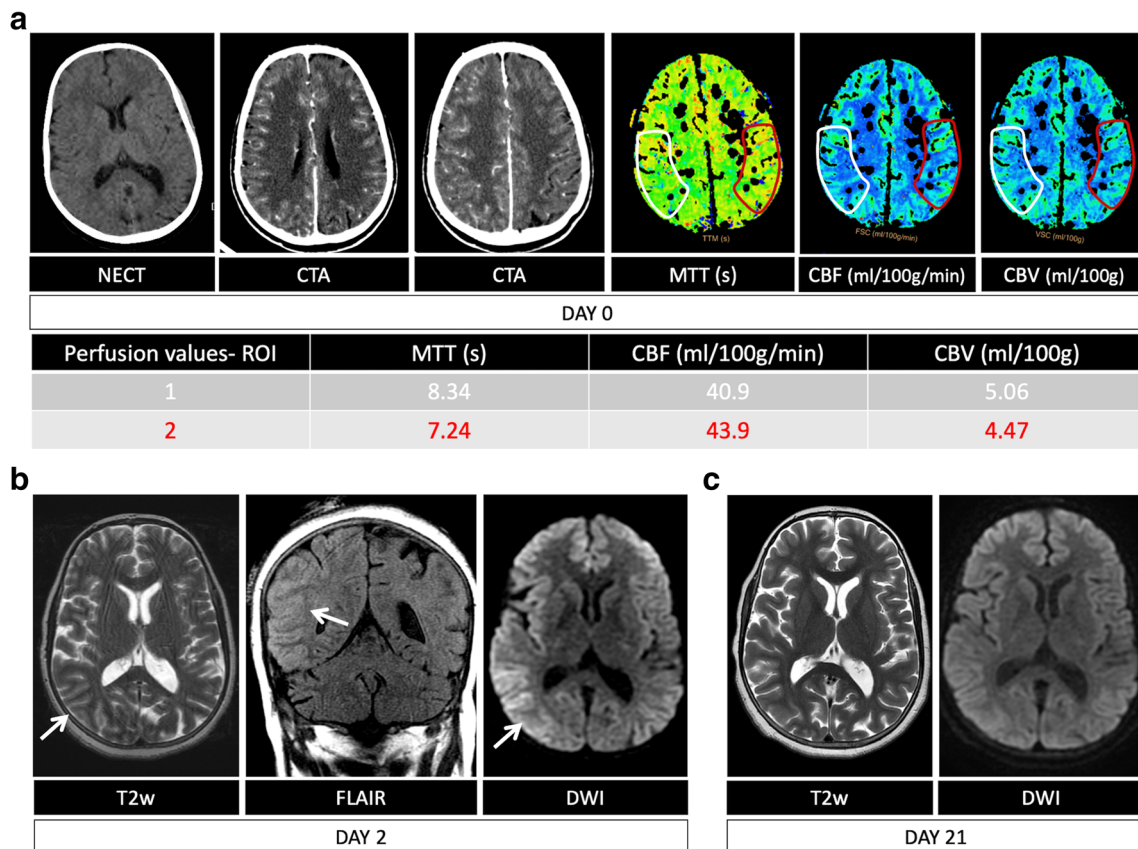 a
TTM (s)
FSC (ml/100g/min)
VSC (ml/100g)
NECT
CTA
CTA
MTT (s)
CBF (ml/100g/min)
CBV (ml/100g)
DAY 0
Perfusion values- ROI
MTT (s)
CBF (ml/100g/min)
CBV (ml/100g)
1
8.34
40.9
5.06
2
7.24
43.9
4.47
b
c
T2w
FLAIR
DWI
T2w
DWI
DAY 2
DAY 21